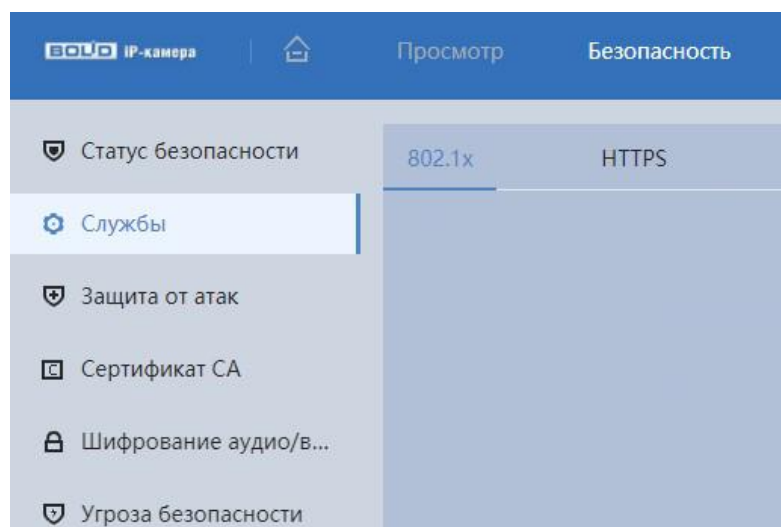 BOLID IP-камера
Просмотр
Безопасность
Статус безопасности
802.1x
HTTPS
Службы
Защита от атак
Сертификат CA
Шифрование аудио/в...
Угроза безопасности